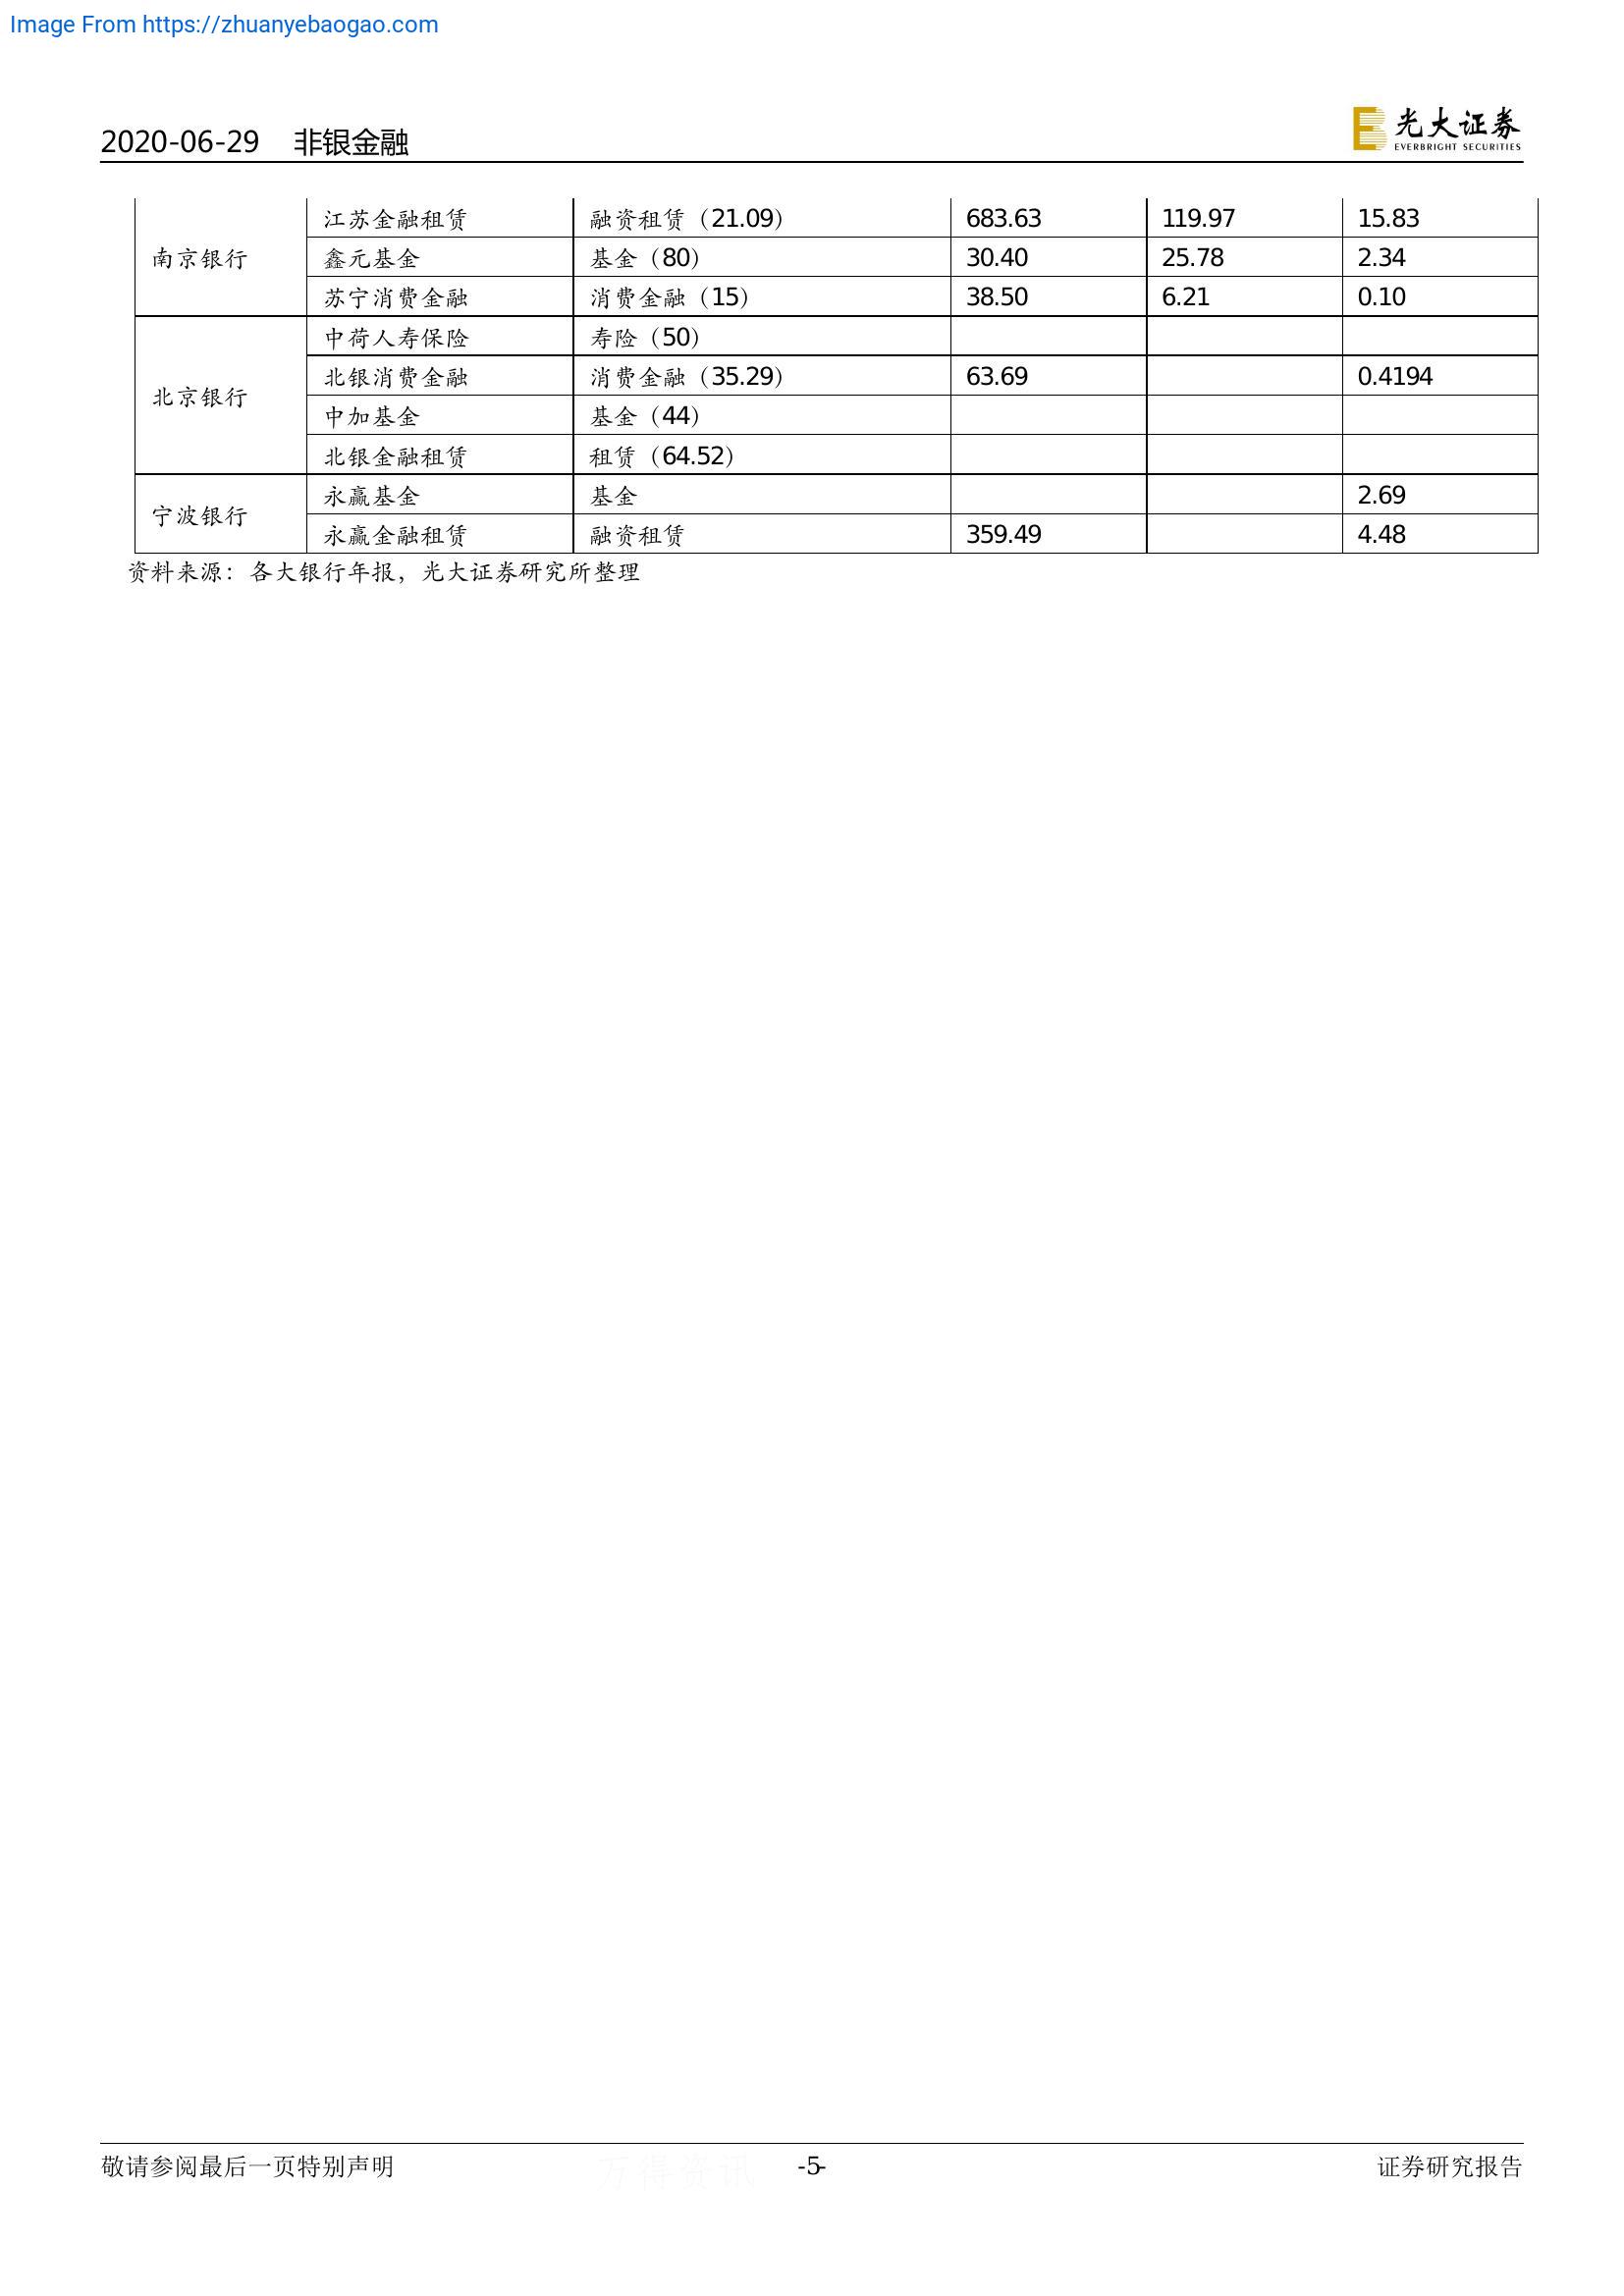 Image From https://zhuanyebaogao.com
2020-06-29 非银金融
光大证券
EVERBRIGHT SECURITIES
南京银行
江苏金融租赁 融资租赁（21.09） 683.63 119.97 15.83
鑫元基金 基金（80） 30.40 25.78 2.34
苏宁消费金融 消费金融（15） 38.50 6.21 0.10
北京银行
中荷人寿保险 寿险（50）
北银消费金融 消费金融（35.29） 63.69 0.4194
中加基金 基金（44）
北银金融租赁 租赁（64.52）
宁波银行
永赢基金 基金 2.69
永赢金融租赁 融资租赁 359.49 4.48
资料来源：各大银行年报，光大证券研究所整理
敬请参阅最后一页特别声明 万得资讯 -5- 证券研究报告